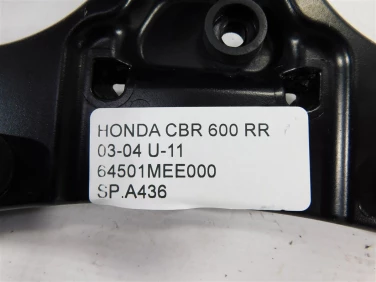 HONDA CBR 600 RR
03-04 U-11
64501MEE000
SP.A436